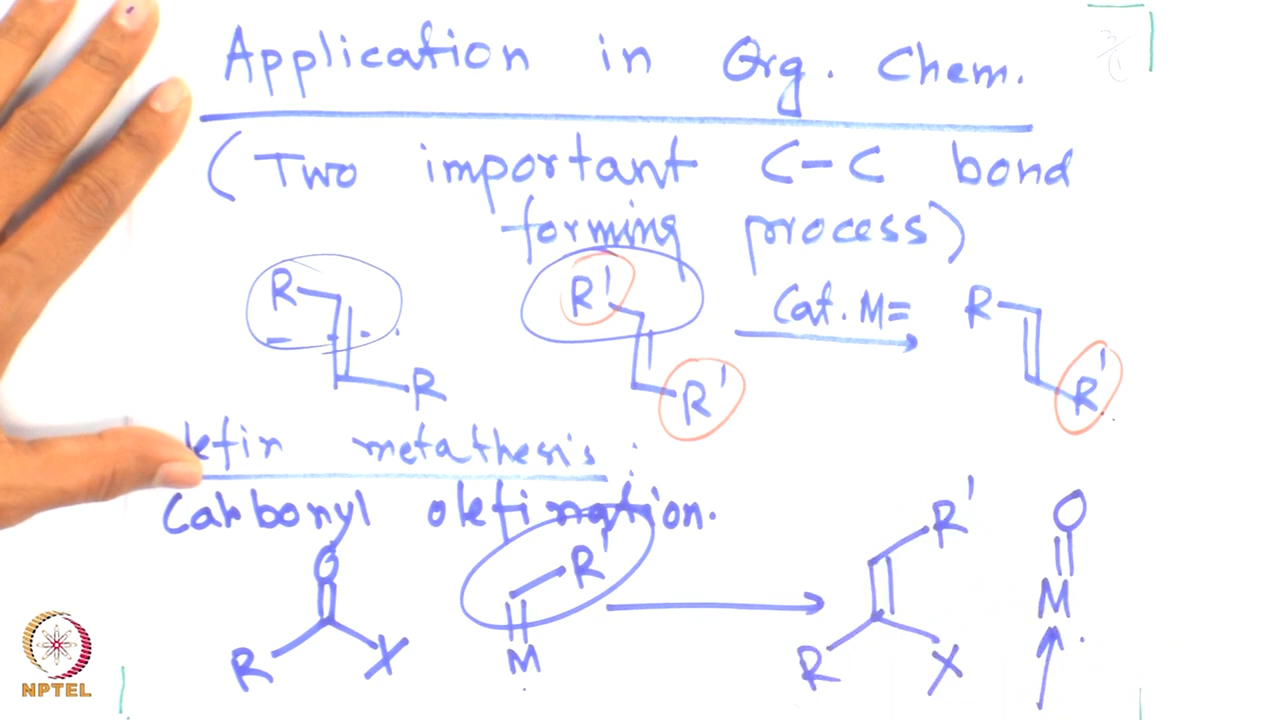 Application in Org. Chem.
(Two important C-C bond
forming process)
R R' Cat. M= R
R R' R'
lefin metathesis :
Carbonyl olefination.
O R' R' O
M
R X M R X
NPTEL